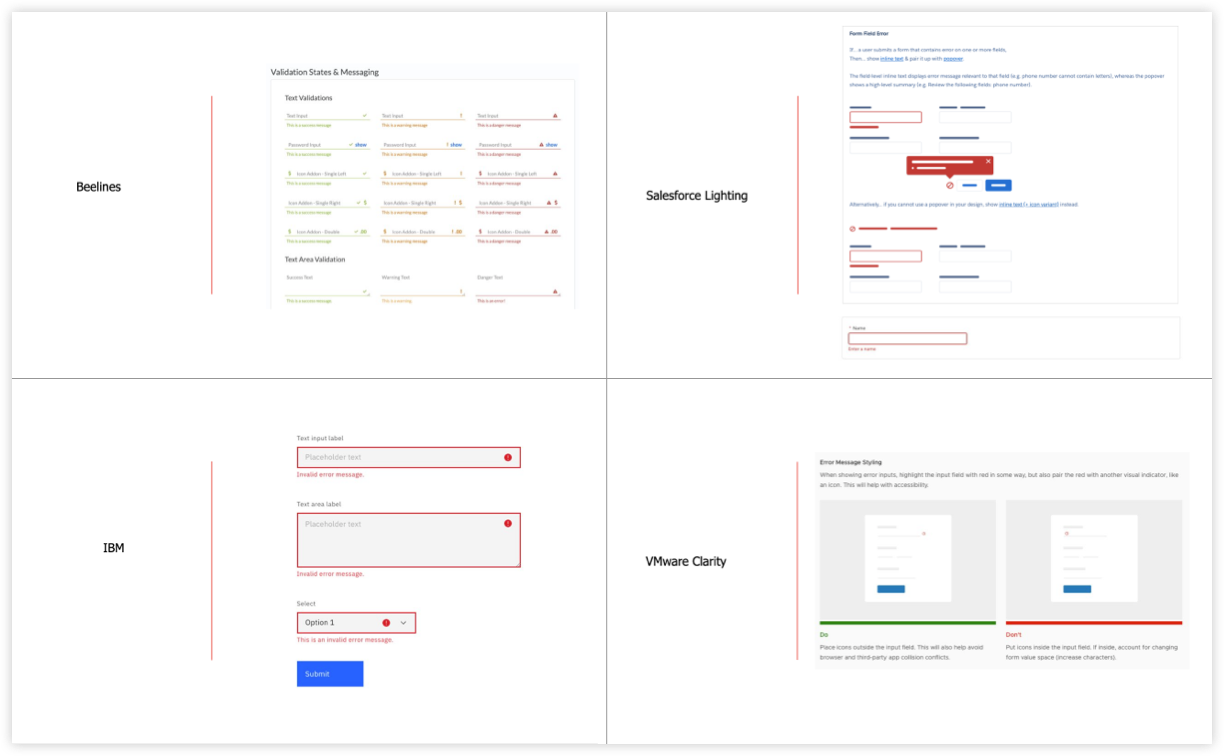 Beelines
Validation States & Messaging
Text Validations
Text Input
This is a success message
Text Input
This is a warning message
Text Input
This is a danger message
Password Input show
This is a success message
Password Input show
This is a warning message
Password Input show
This is a danger message
$ Icon Addon - Single Left
This is a success message
$ Icon Addon - Single Left
This is a warning message
$ Icon Addon - Single Left
This is a danger message
Icon Addon - Single Right $
This is a success message
Icon Addon - Single Right $
This is a warning message
Icon Addon - Single Right $
This is a danger message
$ Icon Addon - Double .00
This is a success message
$ Icon Addon - Double .00
This is a warning message
$ Icon Addon - Double .00
This is a danger message
Text Area Validation
Success Text
This is a success message
Warning Text
This is a warning
Danger Text
This is an error!
Salesforce Lighting
Form Field Error
If... a user submits a form that contains error on one or more fields,
Then... show inline text & pair it up with popover
The field level inline text displays error message relevant to that field (e.g. phone number cannot contain letters), whereas the popover
shows a high level summary (e.g. Review the following fields: phone number).
Alternatively... if you cannot use a popover in your design, show inline text [+ icon variant] instead
* Name
Enter a name
IBM
Text input label
Placeholder text
Invalid error message.
Text area label
Placeholder text
Invalid error message.
Select
Option 1
This is an invalid error message.
Submit
VMware Clarity
Error Message Styling
When showing error inputs, highlight the input field with red in some way, but also pair the red with another visual indicator, like
an icon. This will help with accessibility.
Do
Place icons outside the input field. This will also help avoid
browser and third-party app collision conflicts.
Don't
Put icons inside the input field. If inside, account for changing
form value space (increase characters).